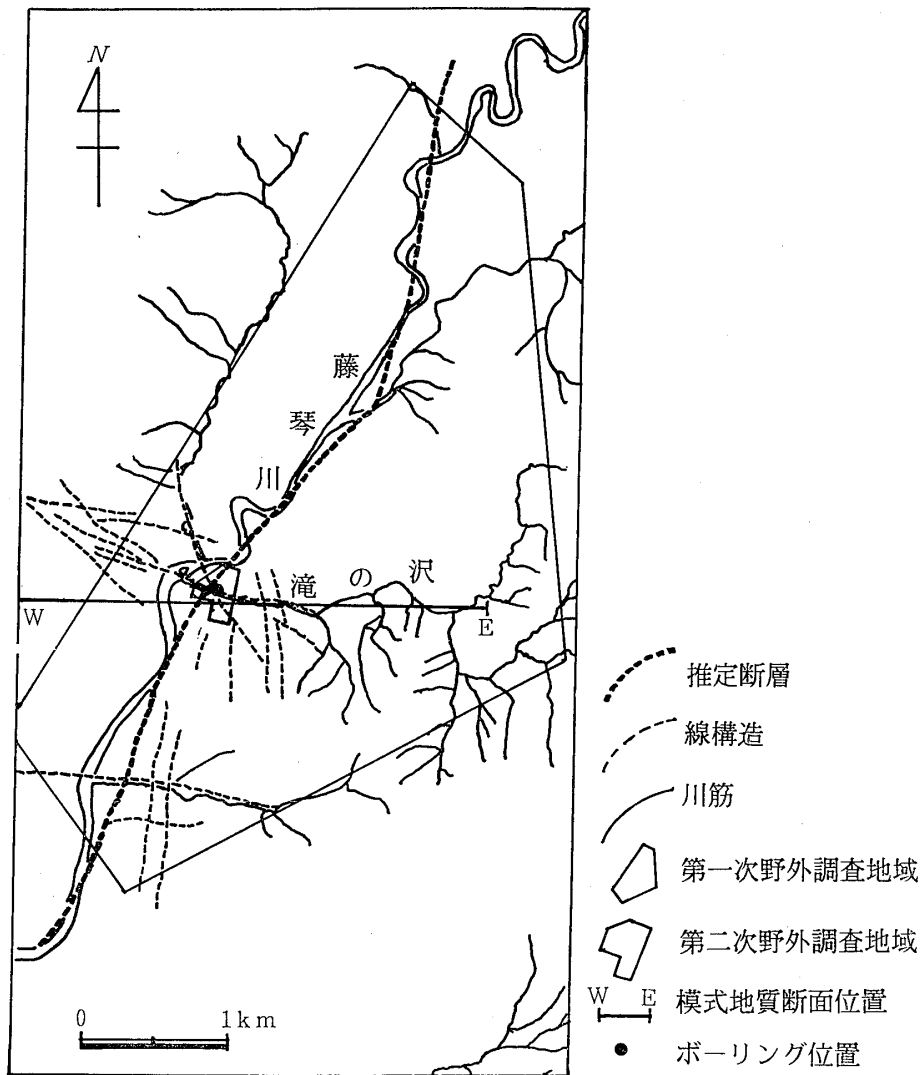 N
藤
琴
川
滝の沢
W
E
0 1km
推定断層
線構造
川筋
第一次野外調査地域
第二次野外調査地域
W E 模式地質断面位置
ボーリング位置